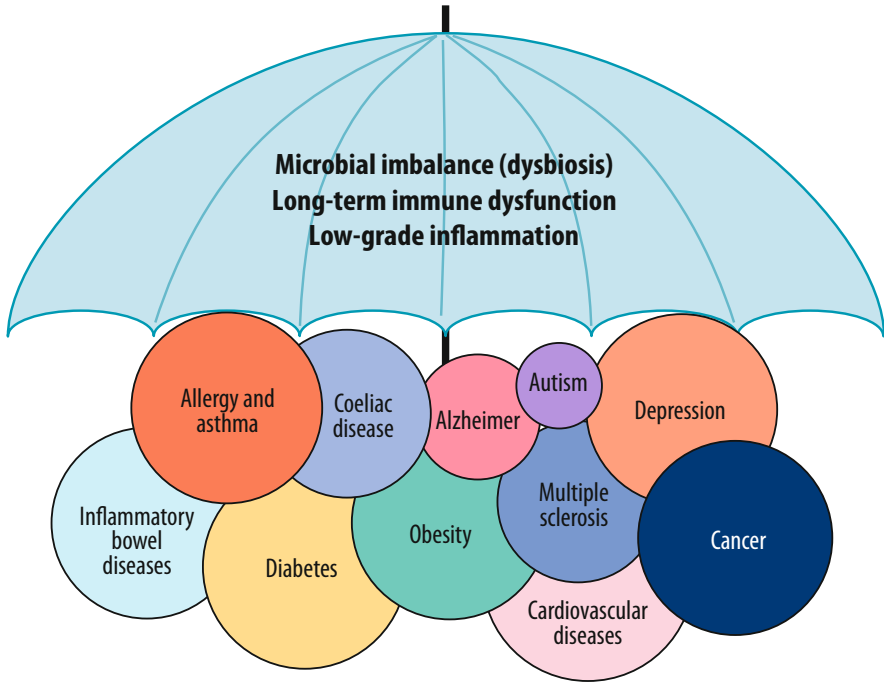 Microbial imbalance (dysbiosis)
Long-term immune dysfunction
Low-grade inflammation
Allergy and
asthma
Coeliac
disease
Alzheimer
Autism
Depression
Inflammatory
bowel
diseases
Diabetes
Obesity
Multiple
sclerosis
Cancer
Cardiovascular
diseases